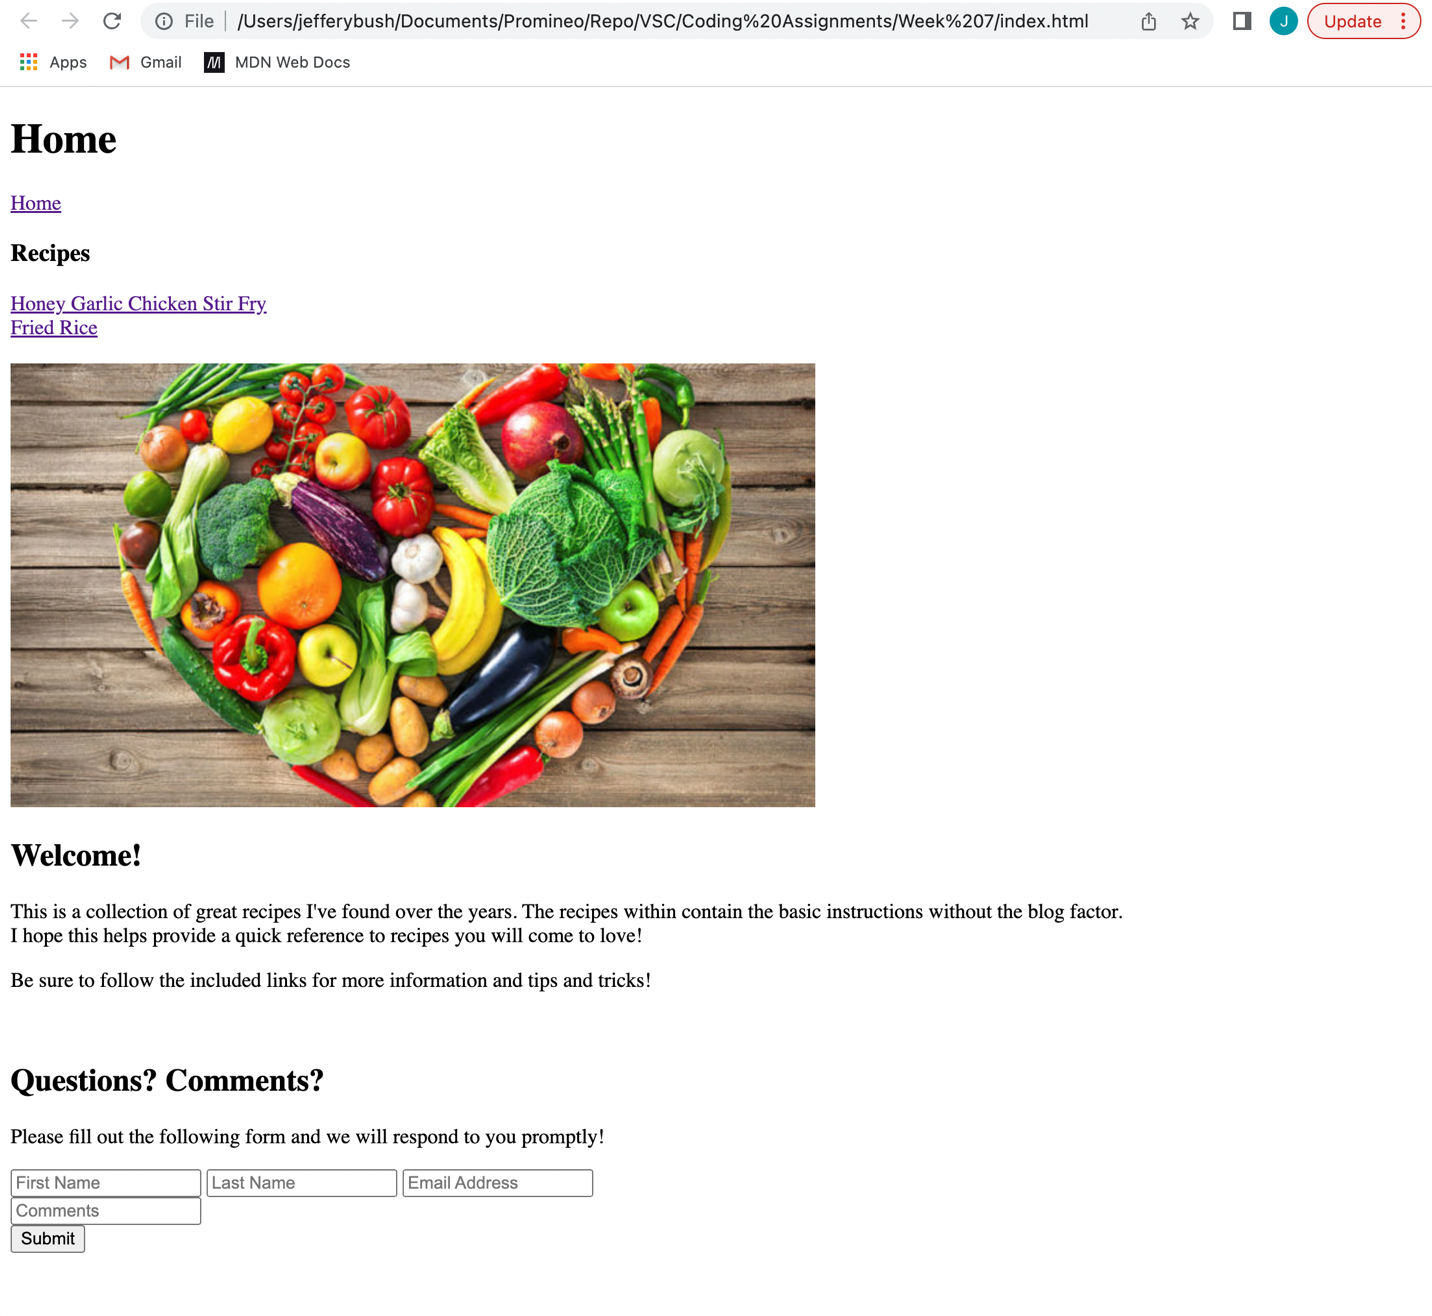 File /Users/jefferybush/Documents/Promineo/Repo/VSC/Coding%20Assignments/Week%207/index.html J Update
Apps Gmail MDN Web Docs
Home
Home
Recipes
Honey Garlic Chicken Stir Fry
Fried Rice
Welcome!
This is a collection of great recipes I've found over the years. The recipes within contain the basic instructions without the blog factor.
I hope this helps provide a quick reference to recipes you will come to love!
Be sure to follow the included links for more information and tips and tricks!
Questions? Comments?
Please fill out the following form and we will respond to you promptly!
First Name Last Name Email Address
Comments
Submit